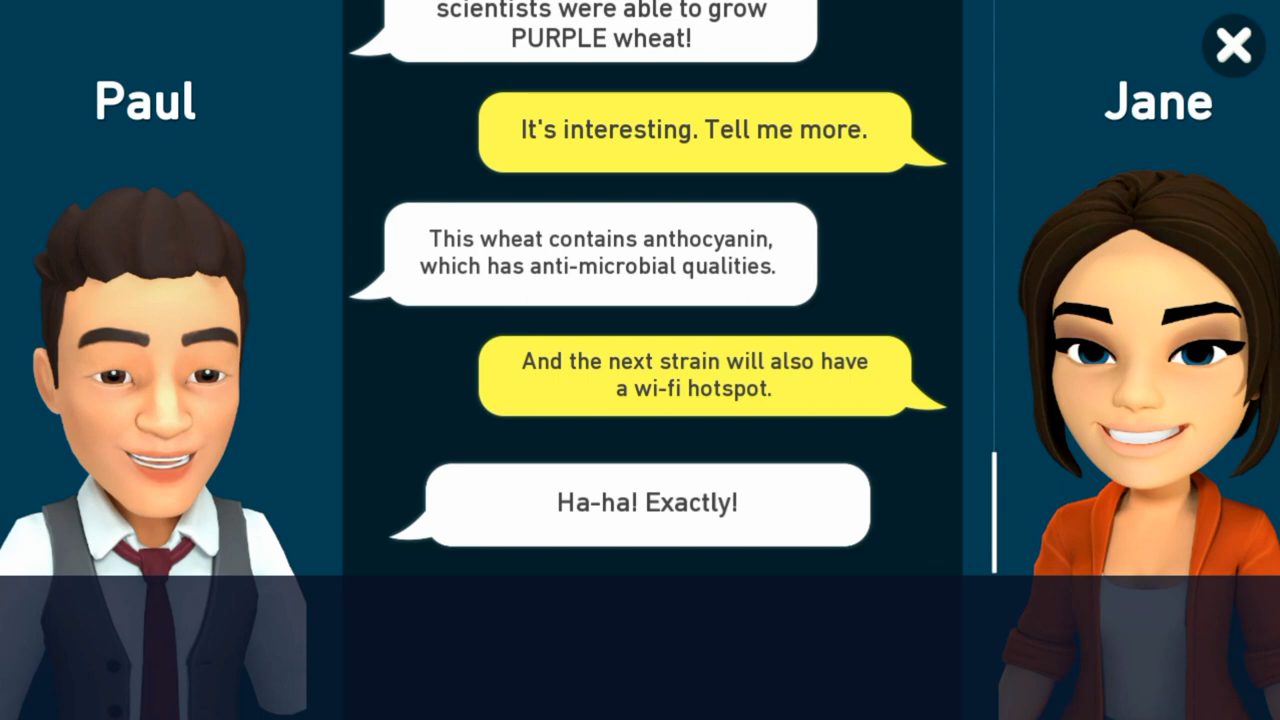 scientists were able to grow
PURPLE wheat!
Paul
Jane
It's interesting. Tell me more.
This wheat contains anthocyanin,
which has anti-microbial qualities.
And the next strain will also have
a wi-fi hotspot.
Ha-ha! Exactly!